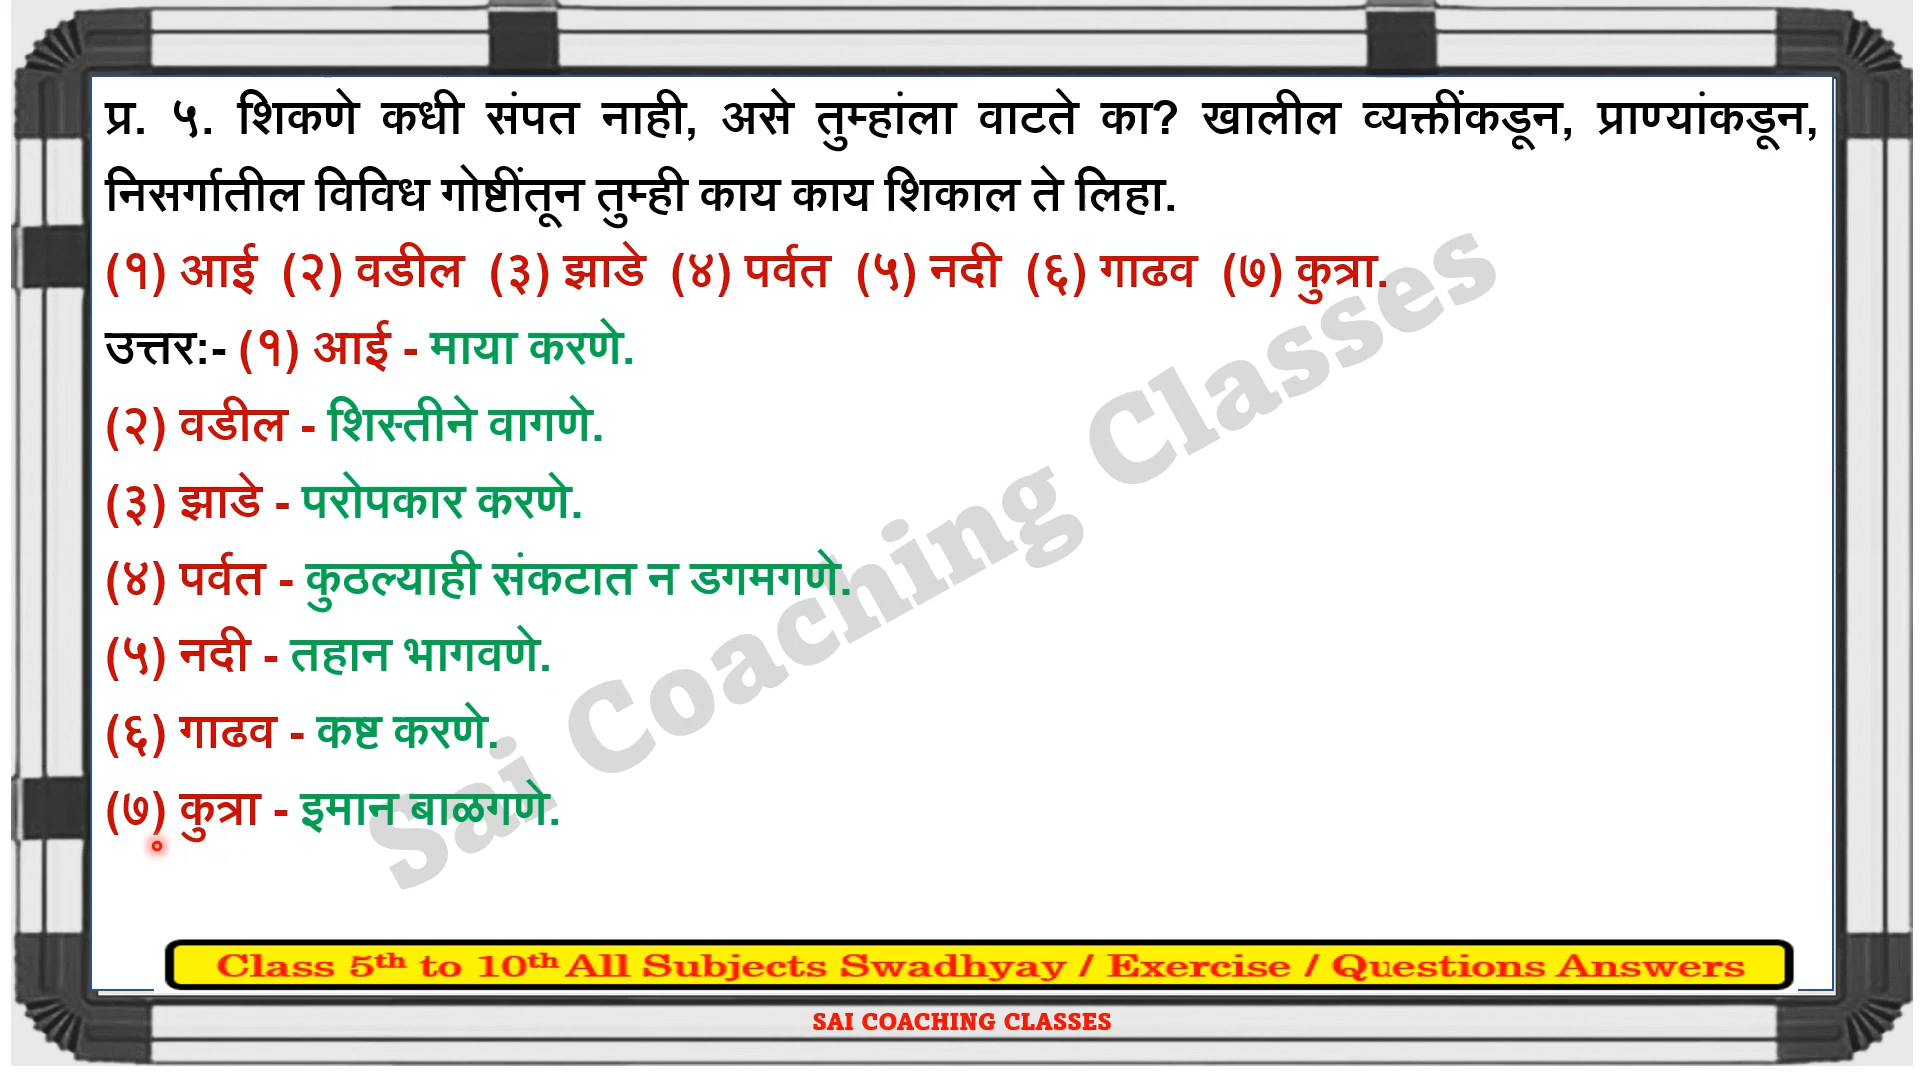 प्र. ५. शिकणे कधी संपत नाही, असे तुम्हांला वाटते का? खालील व्यक्तींकडून, प्राण्यांकडून,
निसर्गातील विविध गोष्टींतून तुम्ही काय काय शिकाल ते लिहा.
(१) आई (२) वडील (३) झाडे (४) पर्वत (५) नदी (६) गाढव (७) कुत्रा.
उत्तर:- (१) आई - माया करणे.
(२) वडील - शिस्तीने वागणे.
(३) झाडे - परोपकार करणे.
(४) पर्वत - कुठल्याही संकटात न डगमगणे.
(५) नदी - तहान भागवणे.
(६) गाढव - कष्ट करणे.
(७) कुत्रा - इमान बाळगणे.
Sai Coaching Classes
Class 5th to 10th All Subjects Swadhyay / Exercise / Questions Answers
SAI COACHING CLASSES